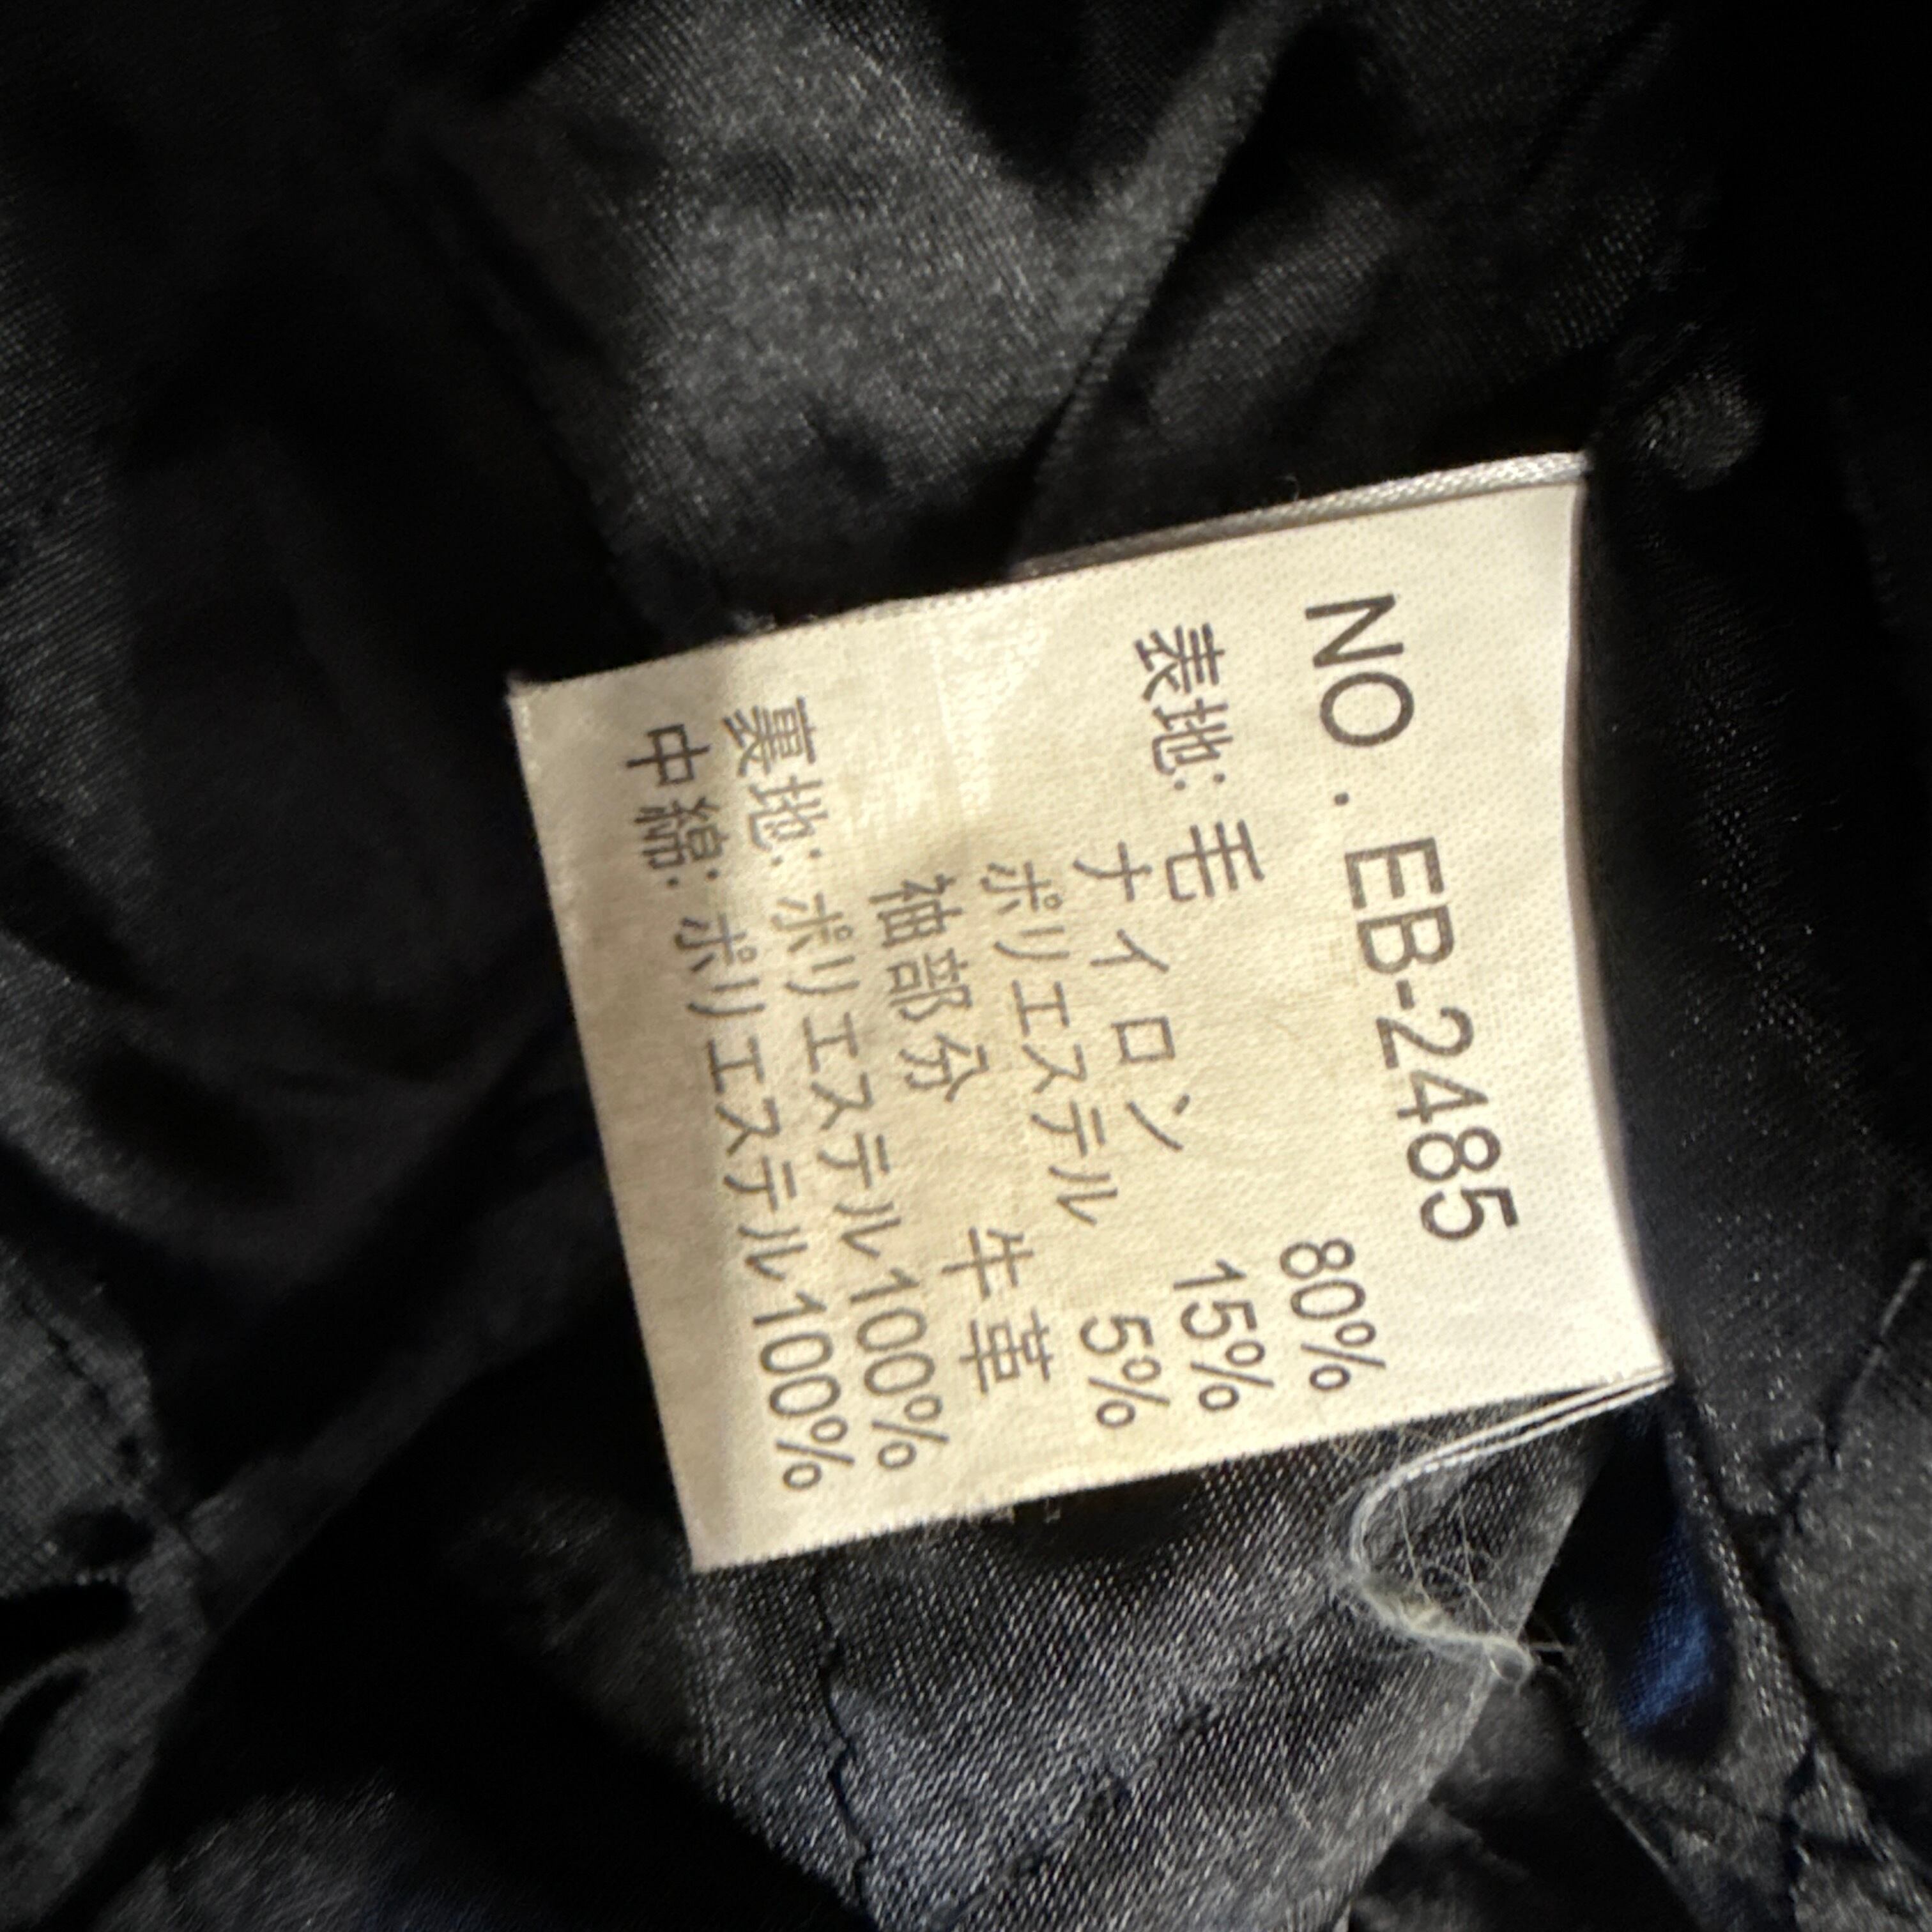 NO. EB-2485
表地: 毛 80%
ナイロン 15%
ポリエステル 5%
袖部分 牛革
裏地: ポリエステル100%
中綿: ポリエステル100%